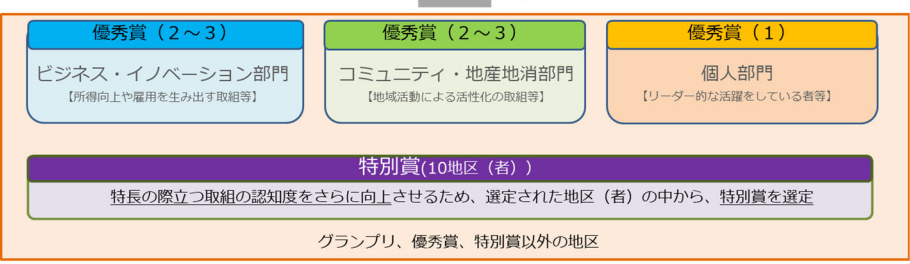 優秀賞（２～３）
優秀賞（２～３）
優秀賞（１）
ビジネス・イノベーション部門
【所得向上や雇用を生み出す取組等】
コミュニティ・地産地消部門
【地域活動による活性化の取組等】
個人部門
【リーダー的な活躍をしている者等】
特別賞(10地区（者）)
特長の際立つ取組の認知度をさらに向上させるため、選定された地区（者）の中から、特別賞を選定
グランプリ、優秀賞、特別賞以外の地区